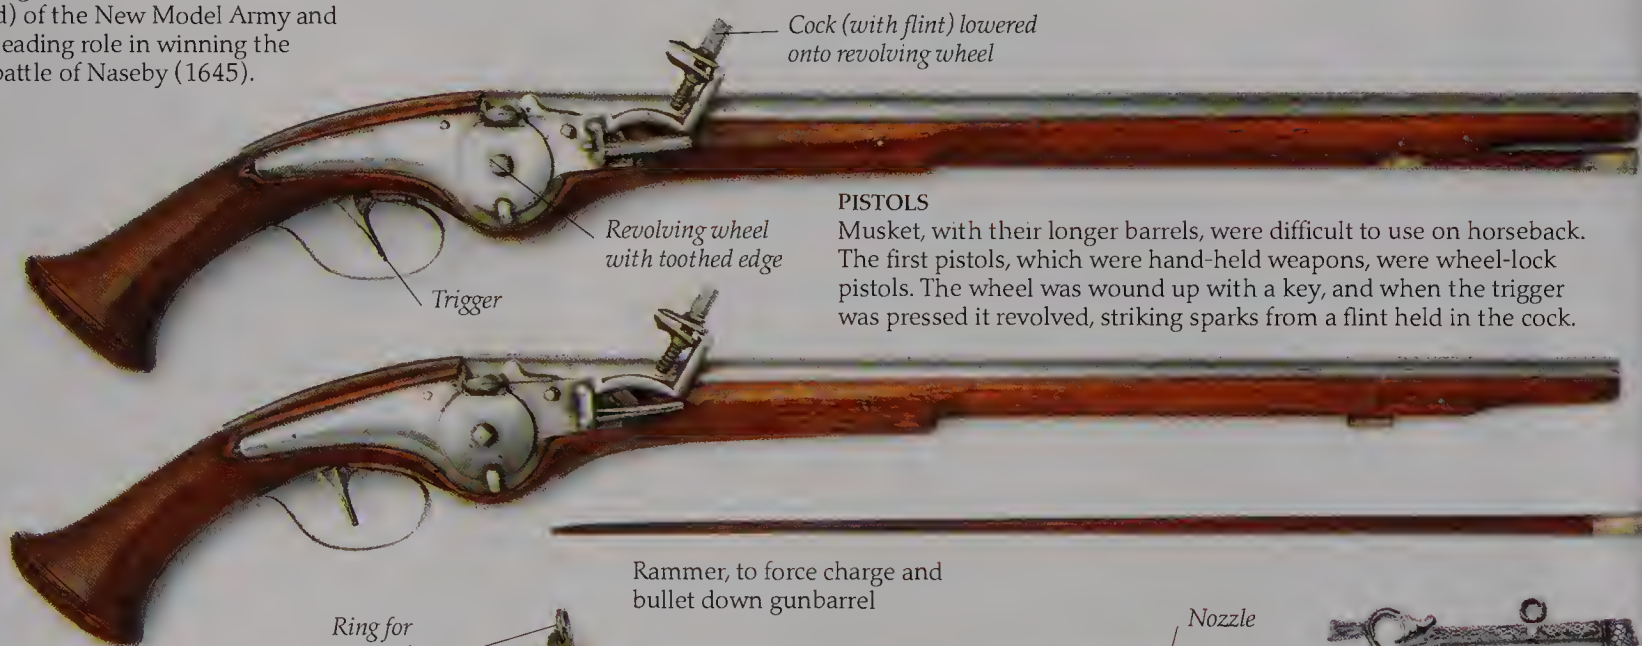 d) of the New Model Army and
eading role in winning the
battle of Naseby (1645).
Cock (with flint) lowered
onto revolving wheel
Revolving wheel
with toothed edge
Trigger
PISTOLS
Musket, with their longer barrels, were difficult to use on horseback.
The first pistols, which were hand-held weapons, were wheel-lock
pistols. The wheel was wound up with a key, and when the trigger
was pressed it revolved, striking sparks from a flint held in the cock.
Rammer, to force charge and
bullet down gunbarrel
Ring for
Nozzle